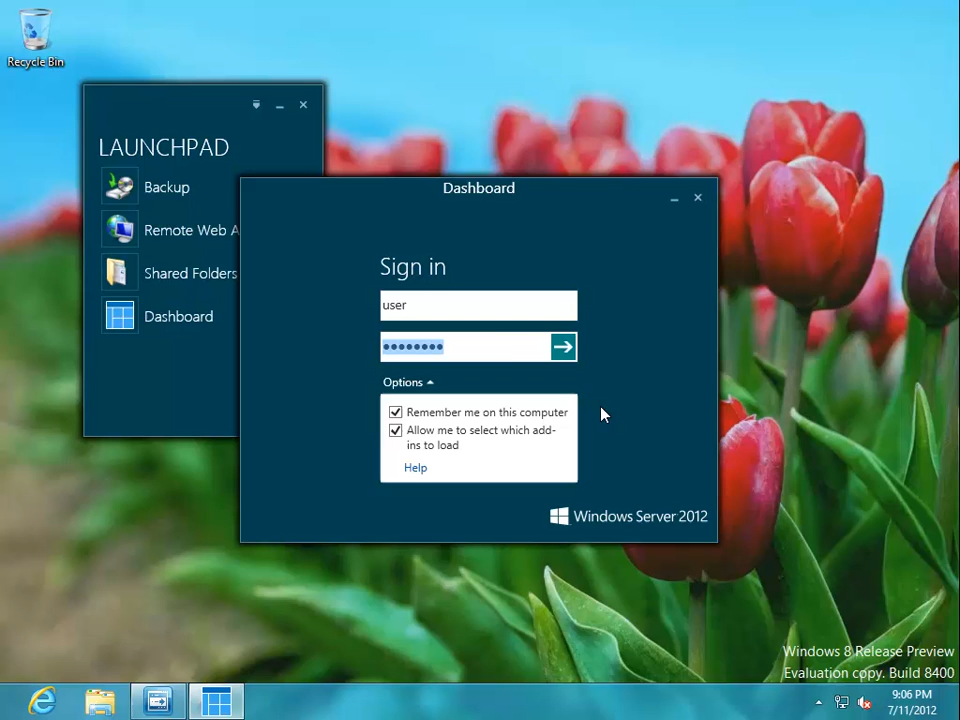 Recycle Bin
LAUNCHPAD
Backup
Remote Web A
Shared Folders
Dashboard
Dashboard
Sign in
user
••••••••
Options
Remember me on this computer
Allow me to select which add-
ins to load
Help
Windows Server 2012
Windows 8 Release Preview
Evaluation copy. Build 8400
9:06 PM
7/11/2012